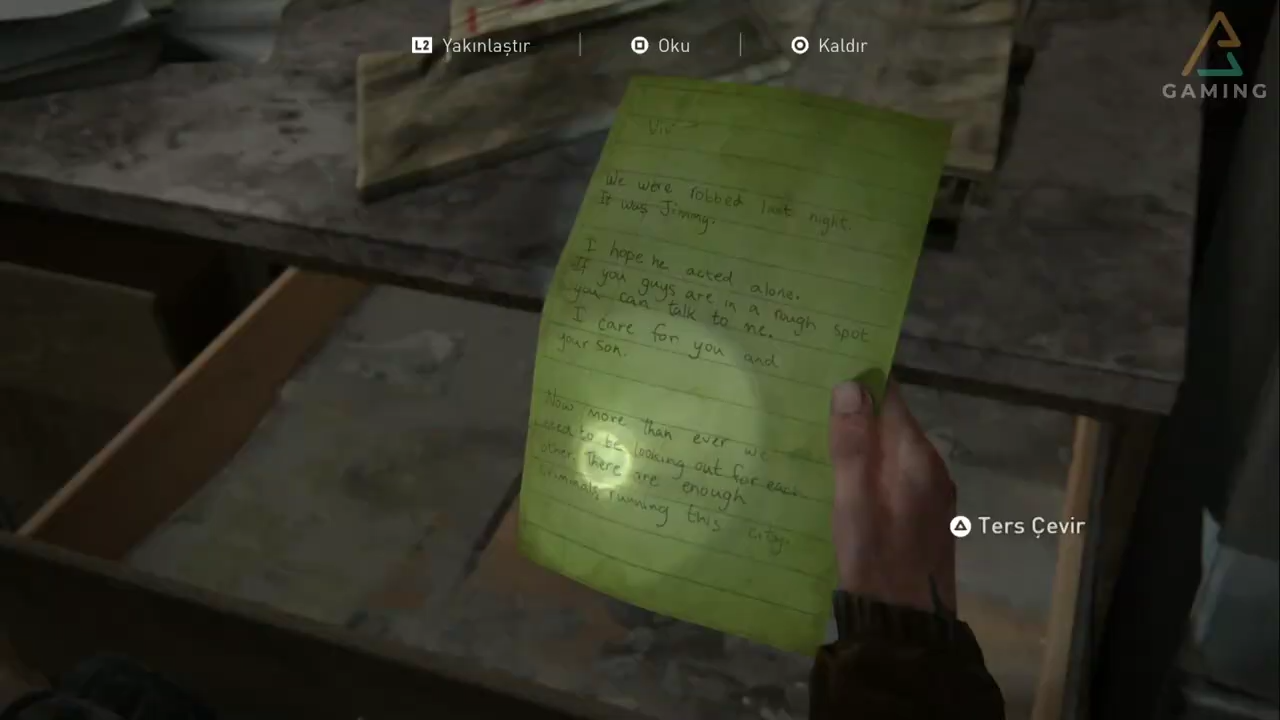 L2 Yakınlaştır
Oku
Kaldır
GAMING
Viv
We were robbed last night.
It was Jimmy.
I hope he acted alone.
If you guys are in a rough spot
you can talk to me.
I care for you and
your son.
Now more than ever we
need to be looking out for each
other. There are enough
criminals running this city.
Ters Çevir